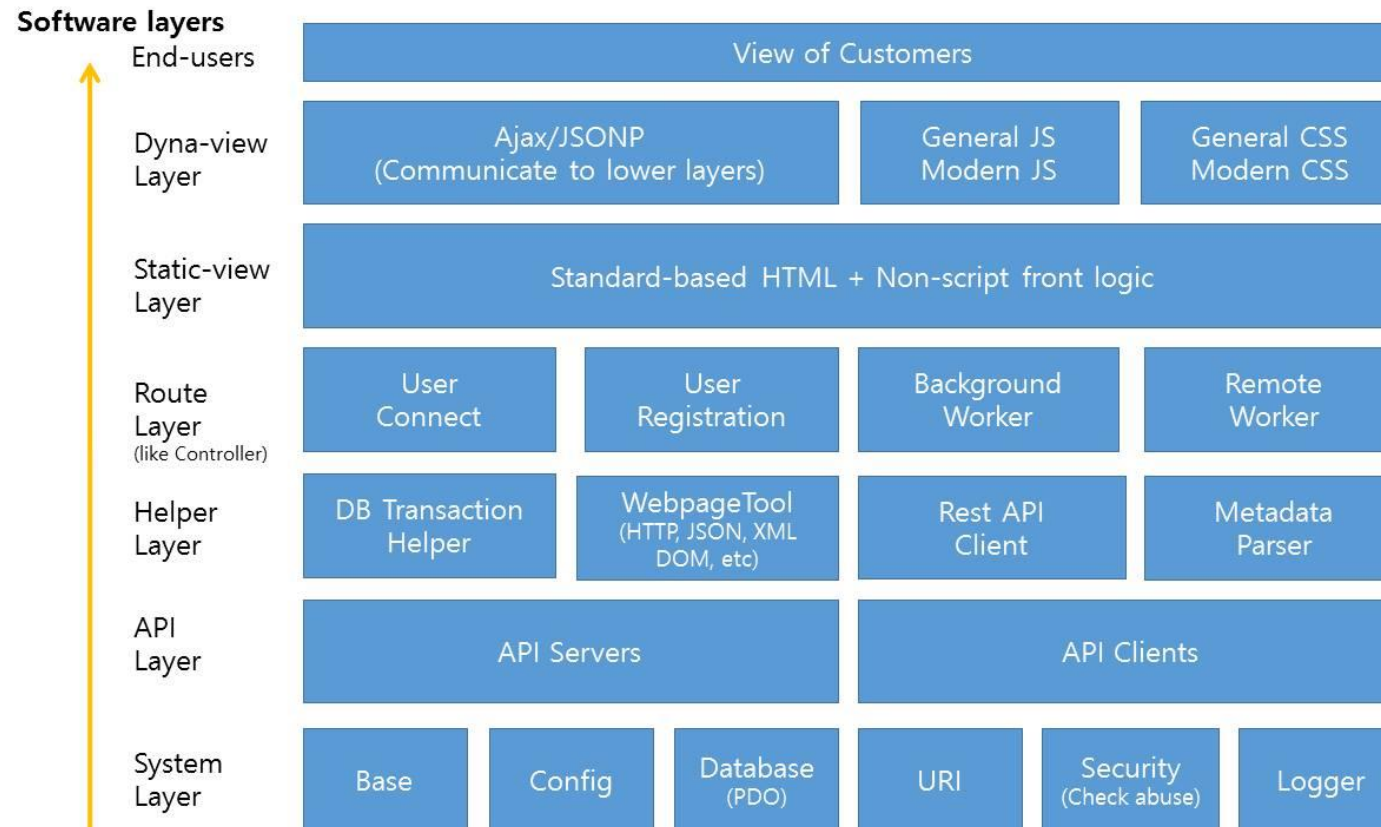 Software layers
End-users
View of Customers
Dyna-view
Layer
Ajax/JSONP
(Communicate to lower layers)
General JS
Modern JS
General CSS
Modern CSS
Static-view
Layer
Standard-based HTML + Non-script front logic
Route
Layer
(like Controller)
User
Connect
User
Registration
Background
Worker
Remote
Worker
Helper
Layer
DB Transaction
Helper
WebpageTool
(HTTP, JSON, XML
DOM, etc)
Rest API
Client
Metadata
Parser
API
Layer
API Servers
API Clients
System
Layer
Base
Config
Database
(PDO)
URI
Security
(Check abuse)
Logger